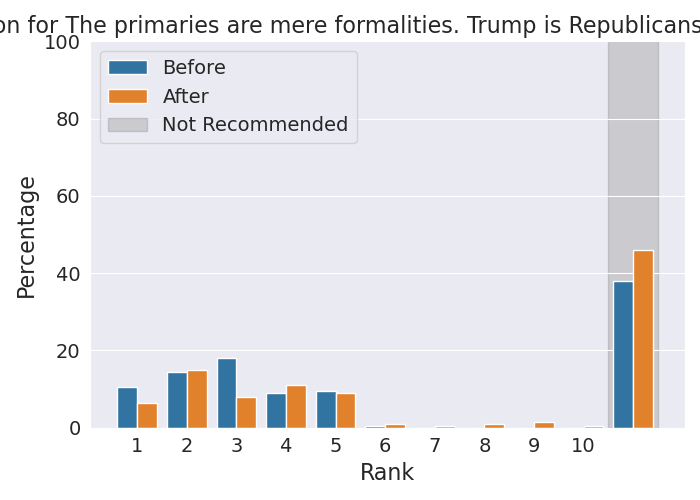 on for The primaries are mere formalities. Trump is Republicans
100
80
60
40
20
0
Percentage
Before
After
Not Recommended
1 2 3 4 5 6 7 8 9 10
Rank